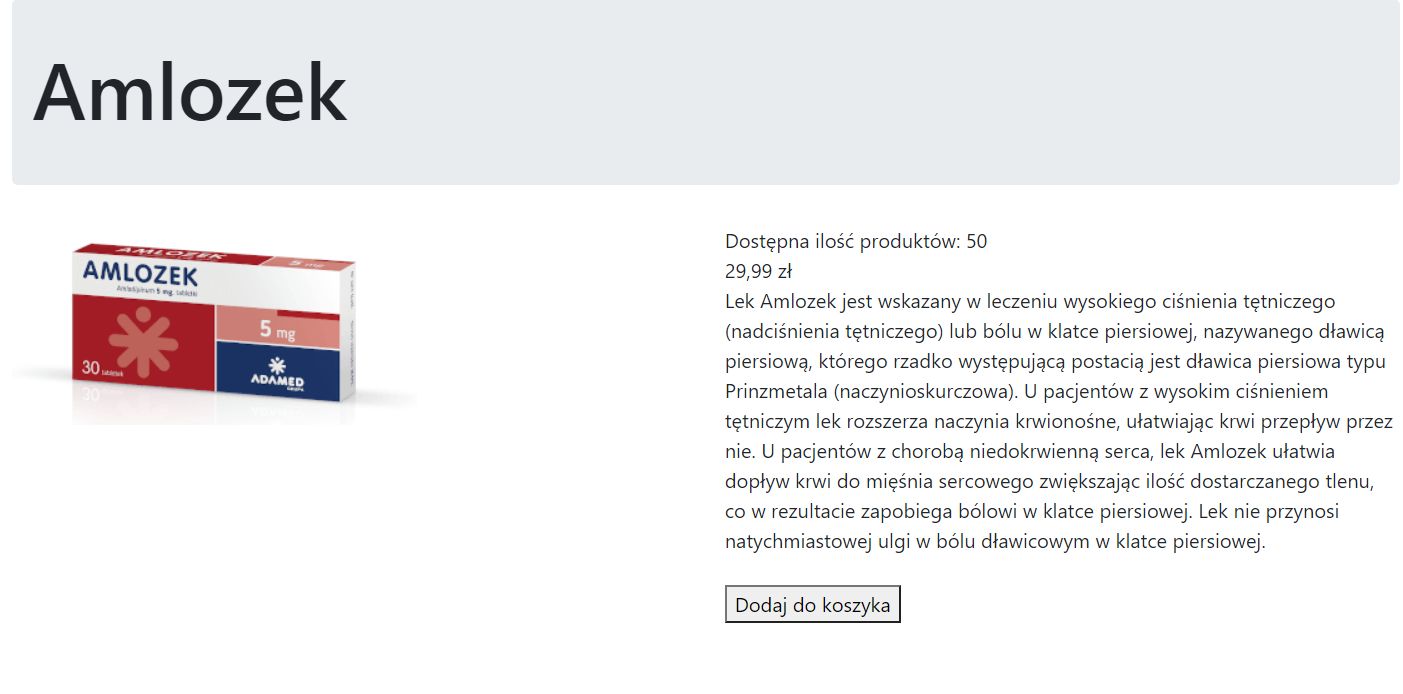 Amlozek
AMLOZEK
5 mg
AMLOZEK
Amlodipinum 5 mg, tabletki
5 mg
30 tabletek
ADAMED
30
Dostępna ilość produktów: 50
29,99 zł
Lek Amlozek jest wskazany w leczeniu wysokiego ciśnienia tętniczego
(nadciśnienia tętniczego) lub bólu w klatce piersiowej, nazywanego dławicą
piersiową, którego rzadko występującą postacią jest dławica piersiowa typu
Prinzmetala (naczynioskurczowa). U pacjentów z wysokim ciśnieniem
tętniczym lek rozszerza naczynia krwionośne, ułatwiając krwi przepływ przez
nie. U pacjentów z chorobą niedokrwienną serca, lek Amlozek ułatwia
dopływ krwi do mięśnia sercowego zwiększając ilość dostarczanego tlenu,
co w rezultacie zapobiega bólowi w klatce piersiowej. Lek nie przynosi
natychmiastowej ulgi w bólu dławicowym w klatce piersiowej.
Dodaj do koszyka